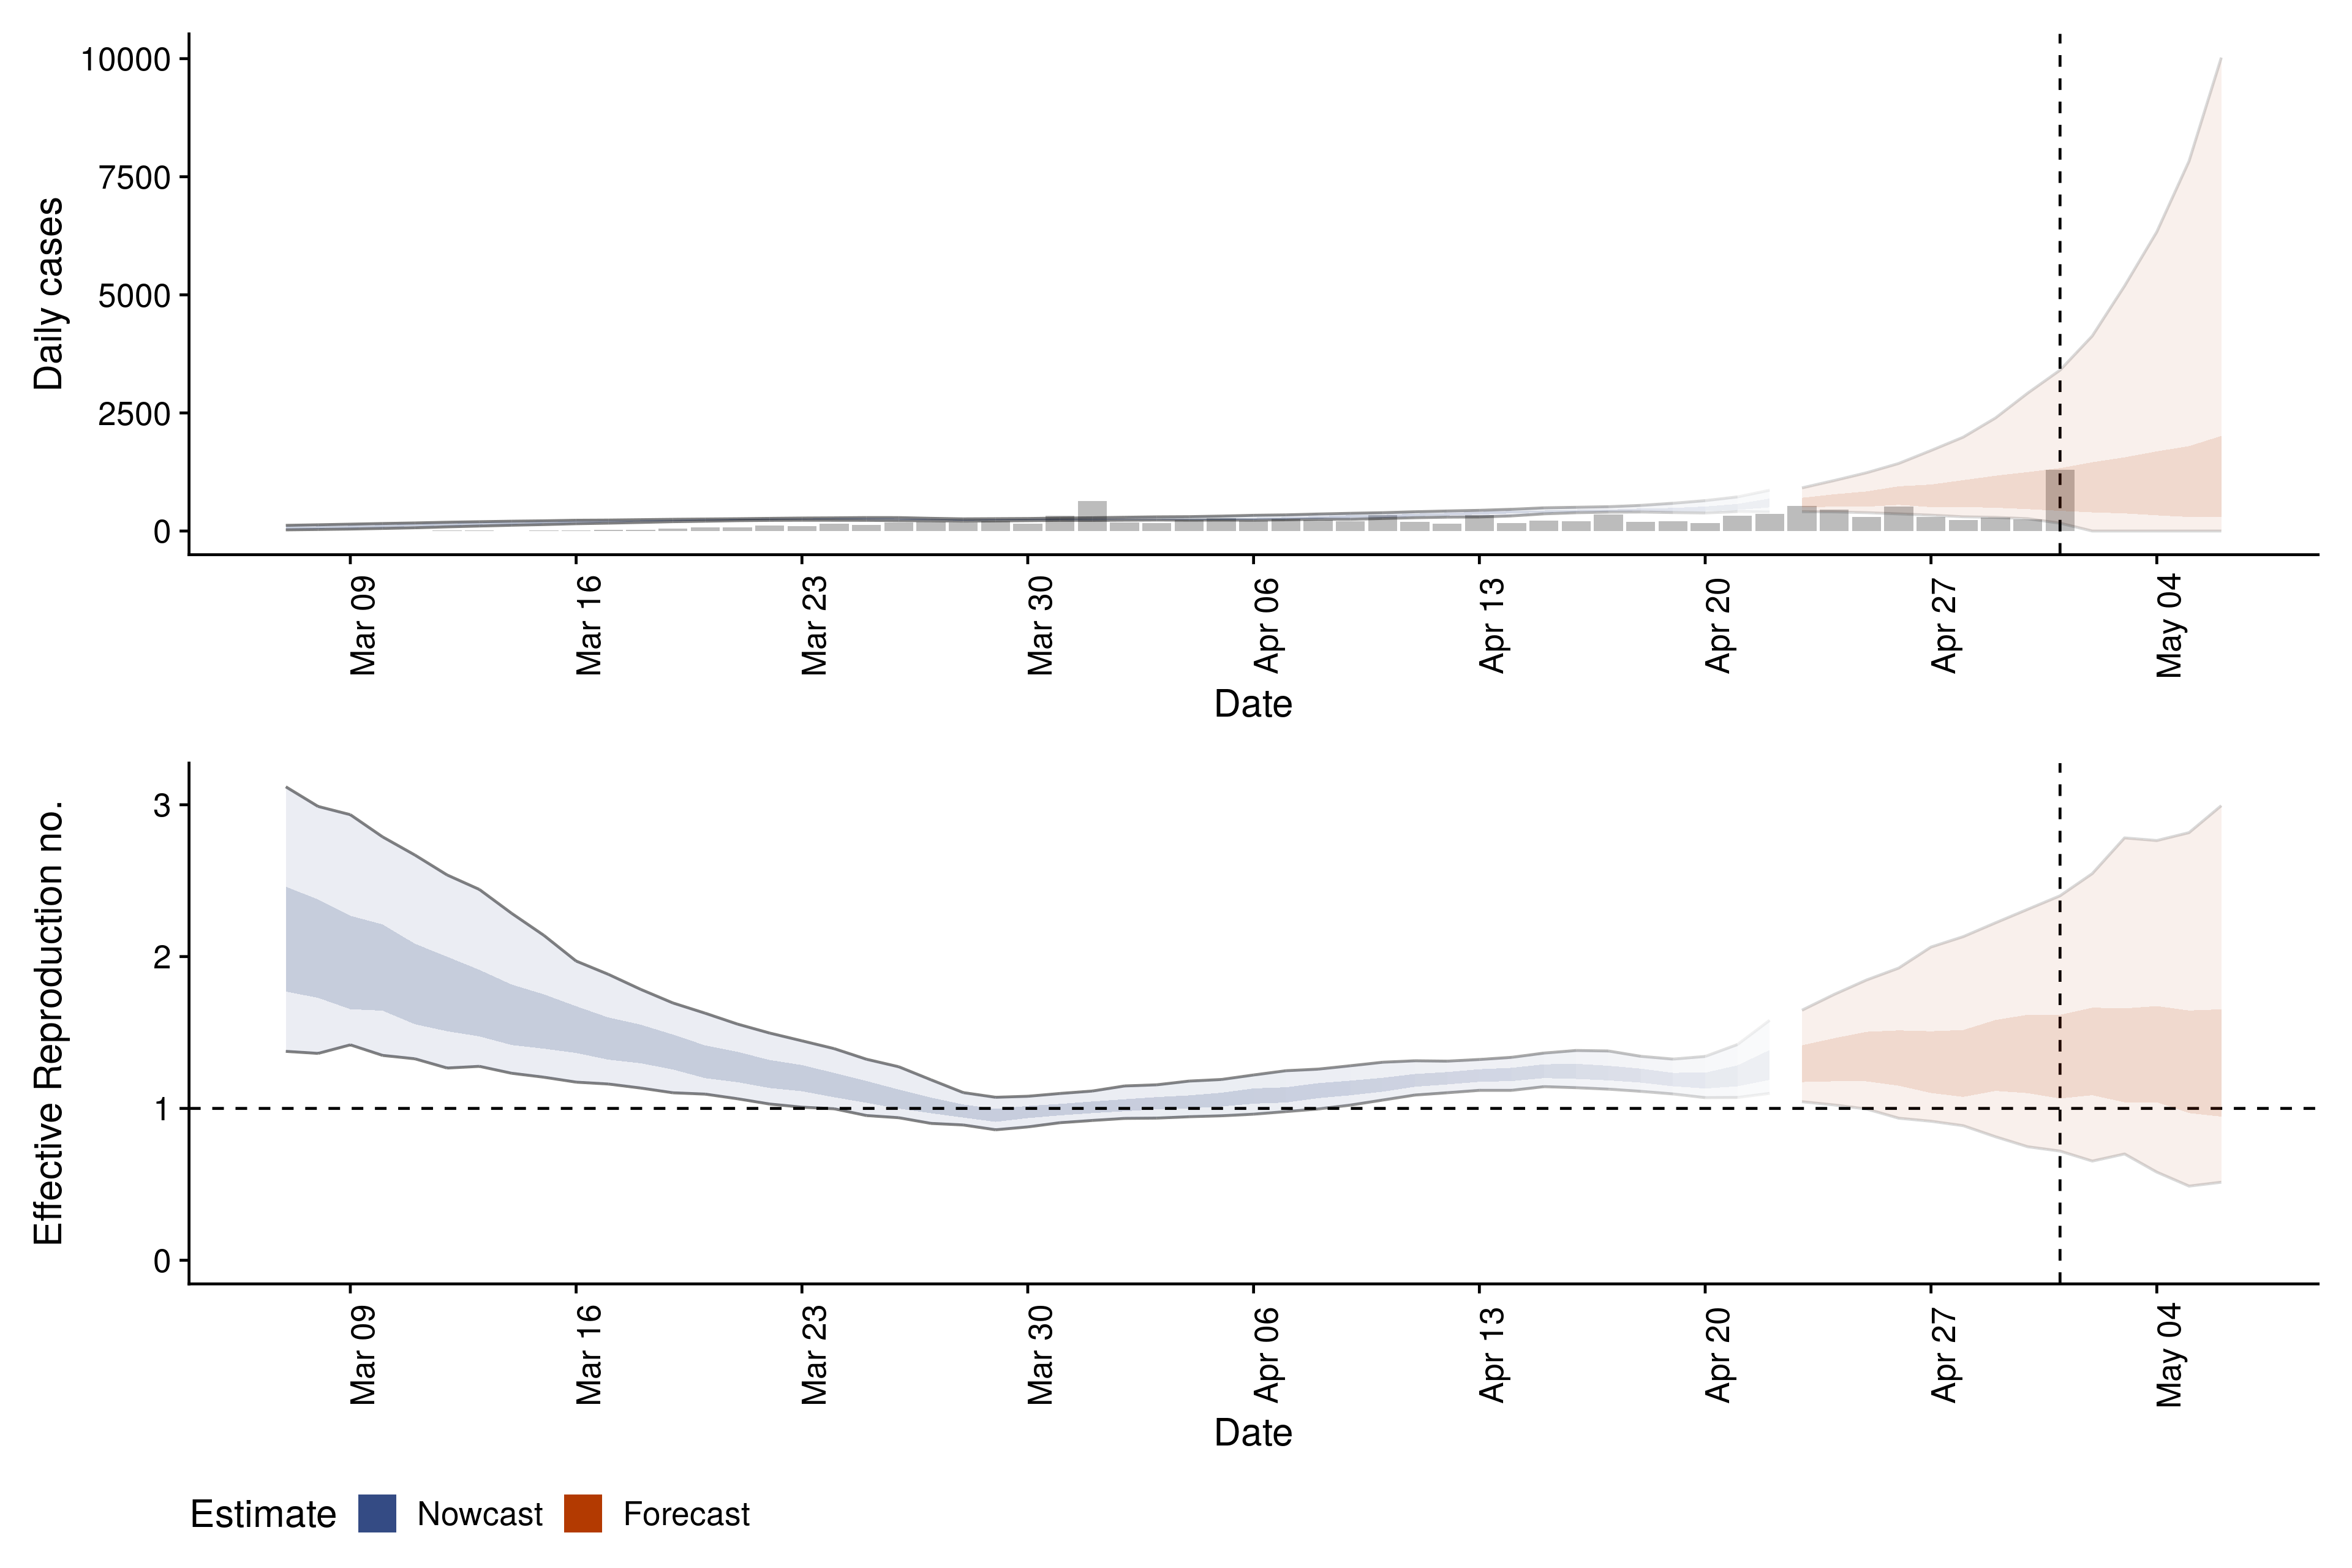 Daily cases
10000
7500
5000
2500
0
Mar 09
Mar 16
Mar 23
Mar 30
Apr 06
Apr 13
Apr 20
Apr 27
May 04
Date
Effective Reproduction no.
3
2
1
0
Mar 09
Mar 16
Mar 23
Mar 30
Apr 06
Apr 13
Apr 20
Apr 27
May 04
Date
Estimate Nowcast Forecast